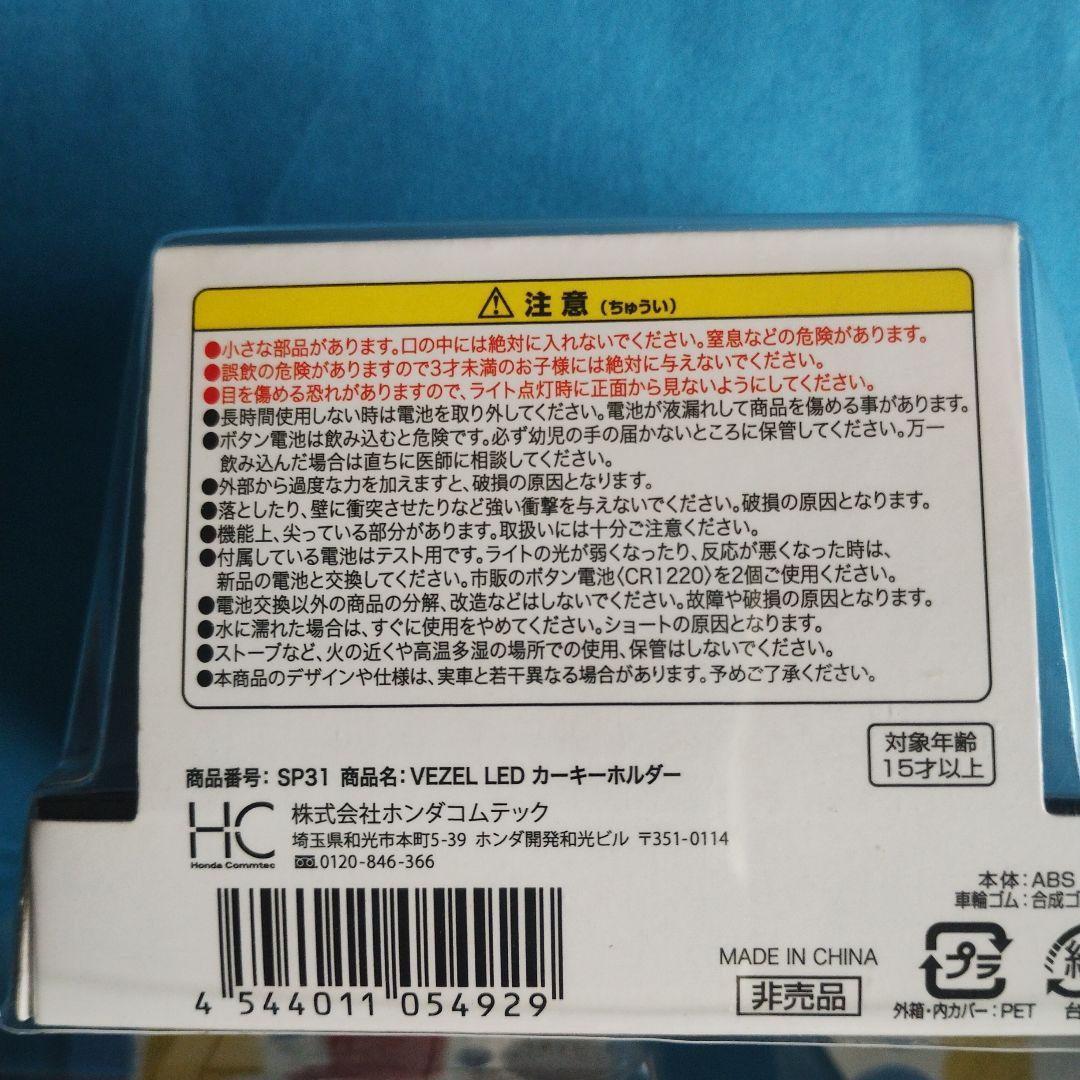 注意（ちゅうい）
●小さな部品があります。口の中には絶対に入れないでください。窒息などの危険があります。
●誤飲の危険がありますので3才未満のお子様には絶対に与えないでください。
●目を傷める恐れがありますので、ライト点灯時に正面から見ないようにしてください。
●長時間使用しない時は電池を取り外してください。電池が液漏れして商品を傷める事があります。
●ボタン電池は飲み込むと危険です。必ず幼児の手の届かないところに保管してください。万一
飲み込んだ場合は直ちに医師に相談してください。
●外部から過度な力を加えますと、破損の原因となります。
●落としたり、壁に衝突させたりなど強い衝撃を与えないでください。破損の原因となります。
●機能上、尖っている部分があります。取扱いには十分ご注意ください。
●付属している電池はテスト用です。ライトの光が弱くなったり、反応が悪くなった時は、
新品の電池と交換してください。市販のボタン電池〈CR1220〉を2個ご使用ください。
●電池交換以外の商品の分解、改造などはしないでください。故障や破損の原因となります。
●水に濡れた場合は、すぐに使用をやめてください。ショートの原因となります。
●ストーブなど、火の近くや高温多湿の場所での使用、保管はしないでください。
●本商品のデザインや仕様は、実車と若干異なる場合があります。予めご了承ください。
対象年齢
15才以上
商品番号：SP31 商品名：VEZEL LED カーキーホルダー
HC
Honda Commtec
株式会社ホンダコムテック
埼玉県和光市本町5-39 ホンダ開発和光ビル 〒351-0114
0120-846-366
本体：ABS
車輪ゴム：合成ゴ
4 544011 054929
MADE IN CHINA
非売品
プラ
外箱・内カバー：PET
紙
台